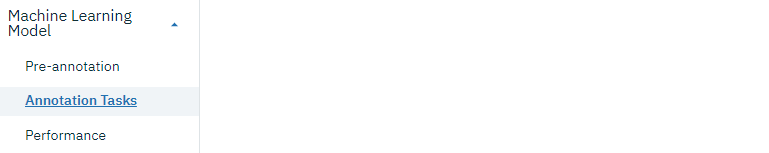 Machine Learning
Model
Pre-annotation
Annotation Tasks
Performance